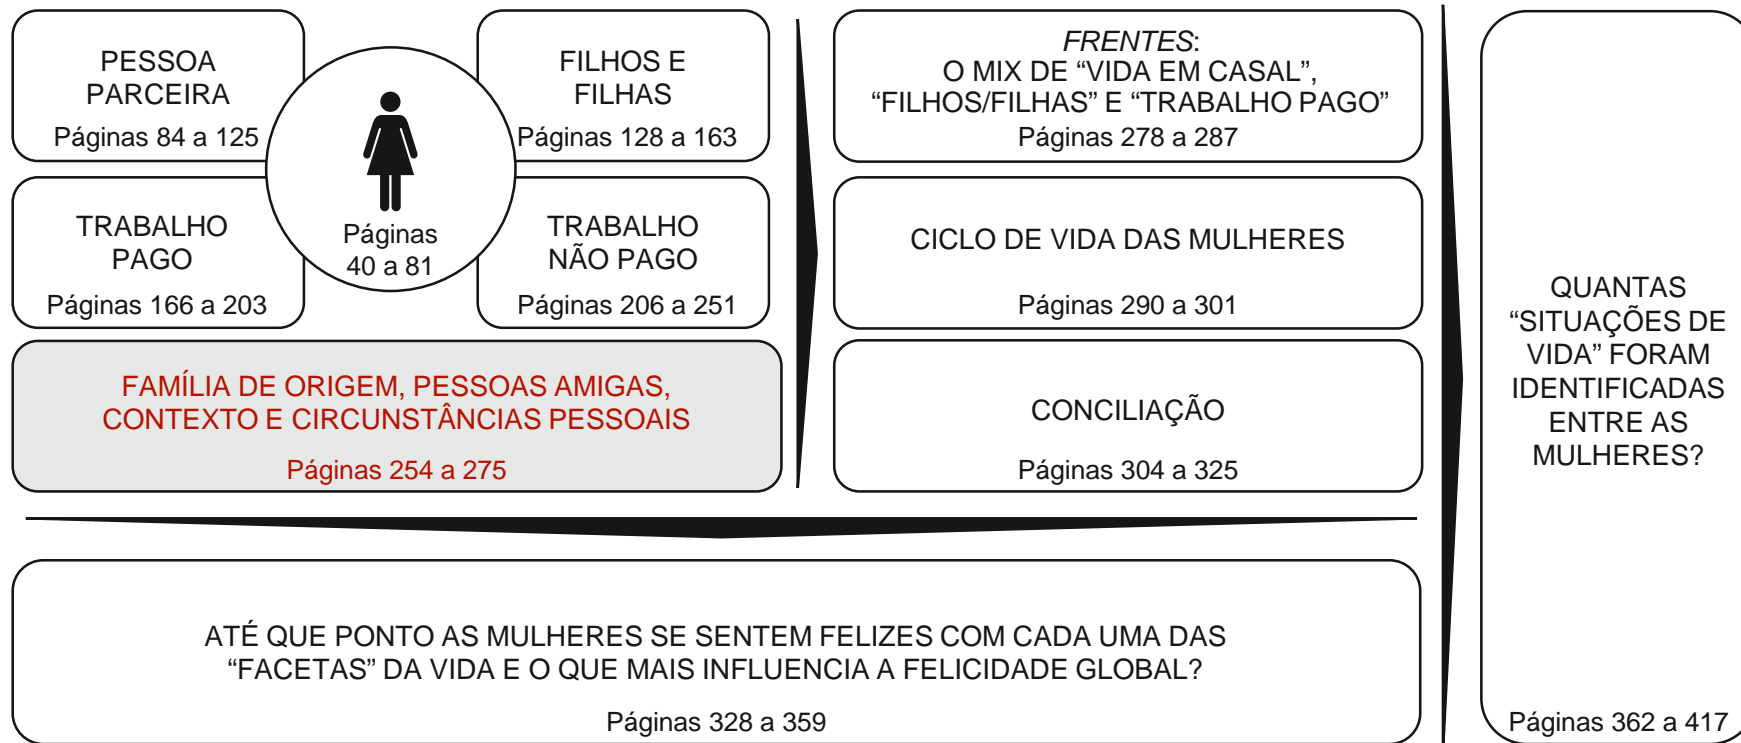 PESSOA
PARCEIRA
Páginas 84 a 125
FILHOS E
FILHAS
Páginas 128 a 163
Páginas
40 a 81
TRABALHO
PAGO
Páginas 166 a 203
TRABALHO
NÃO PAGO
Páginas 206 a 251
FAMÍLIA DE ORIGEM, PESSOAS AMIGAS,
CONTEXTO E CIRCUNSTÂNCIAS PESSOAIS
Páginas 254 a 275
FRENTES:
O MIX DE “VIDA EM CASAL”,
“FILHOS/FILHAS” E “TRABALHO PAGO”
Páginas 278 a 287
CICLO DE VIDA DAS MULHERES
Páginas 290 a 301
CONCILIAÇÃO
Páginas 304 a 325
ATÉ QUE PONTO AS MULHERES SE SENTEM FELIZES COM CADA UMA DAS
“FACETAS” DA VIDA E O QUE MAIS INFLUENCIA A FELICIDADE GLOBAL?
Páginas 328 a 359
QUANTAS
“SITUAÇÕES DE
VIDA” FORAM
IDENTIFICADAS
ENTRE AS
MULHERES?
Páginas 362 a 417